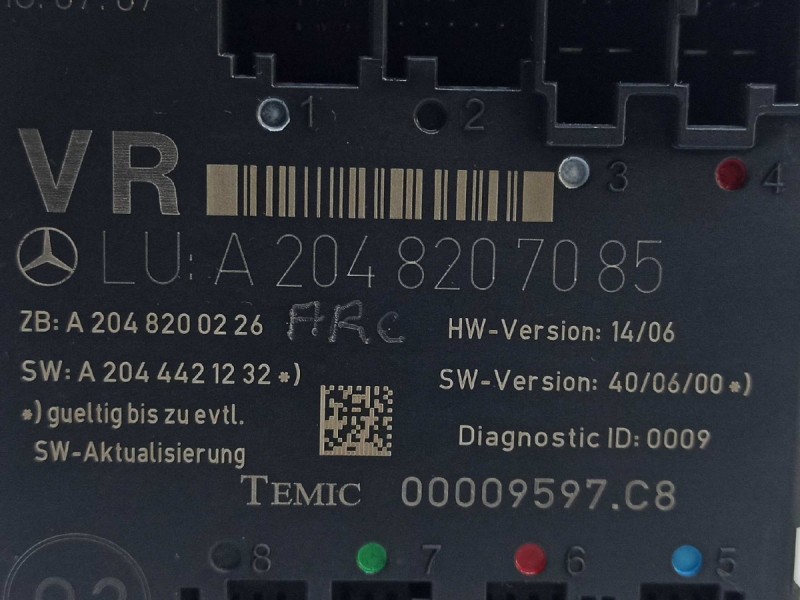 1 2
VR 3 4
LU: A 204 820 70 85
ZB: A 204 820 02 26 ARC HW-Version: 14/06
SW: A 204 442 12 32 *) SW-Version: 40/06/00 *)
*) gueltig bis zu evtl.
SW-Aktualisierung Diagnostic ID: 0009
TEMIC 00009597.C8
8 7 6 5